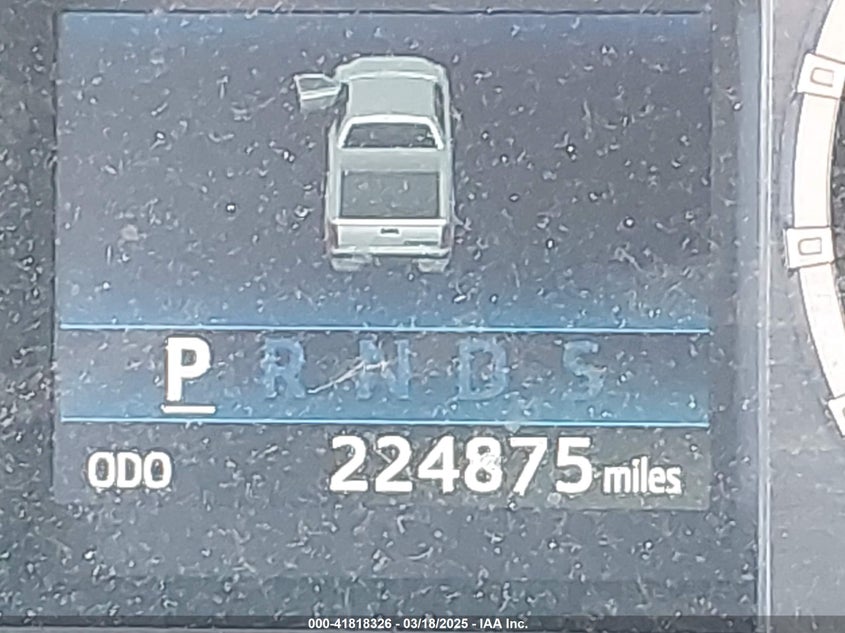 P R N D S
ODO 224875 miles
000-41818326 - 03/18/2025 - IAA Inc.